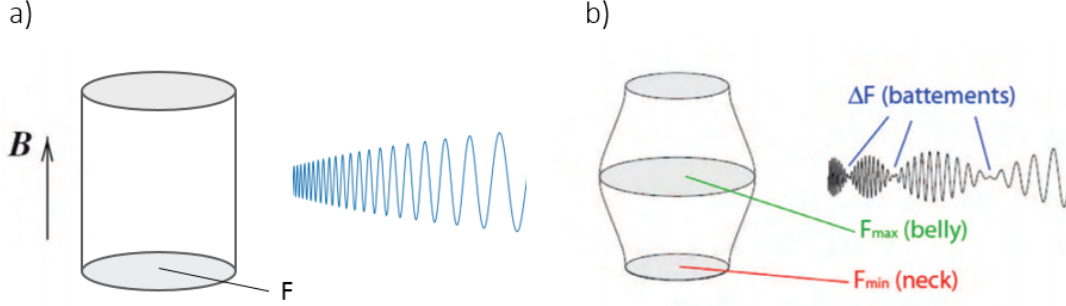 a)
b)
B
F
ΔF (battements)
Fmax (belly)
Fmin (neck)